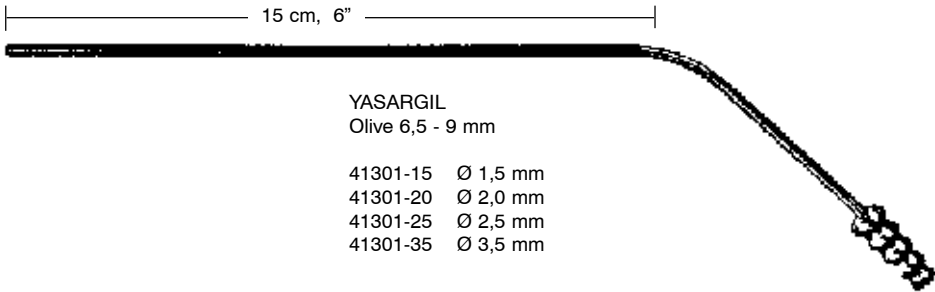 15 cm,  6”
YASARGIL
Olive 6,5 - 9 mm
41301-15 Ø 1,5 mm
41301-20 Ø 2,0 mm
41301-25 Ø 2,5 mm
41301-35 Ø 3,5 mm